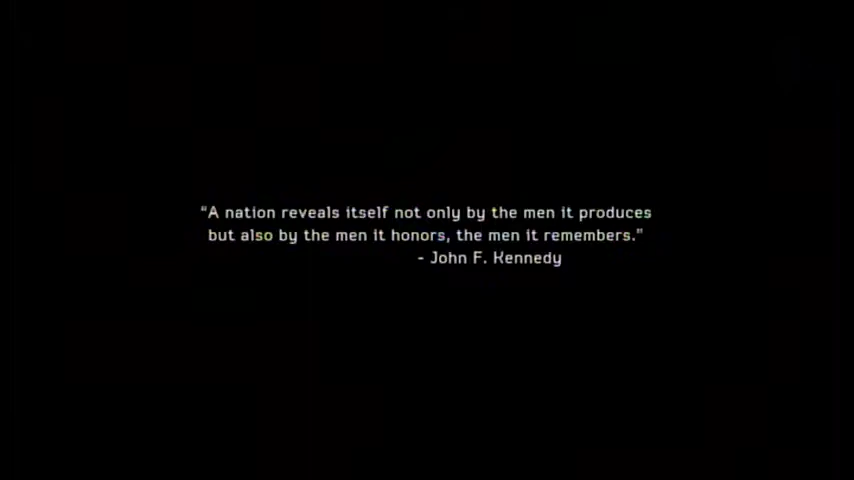 "A nation reveals itself not only by the men it produces
but also by the men it honors, the men it remembers."
- John F. Kennedy